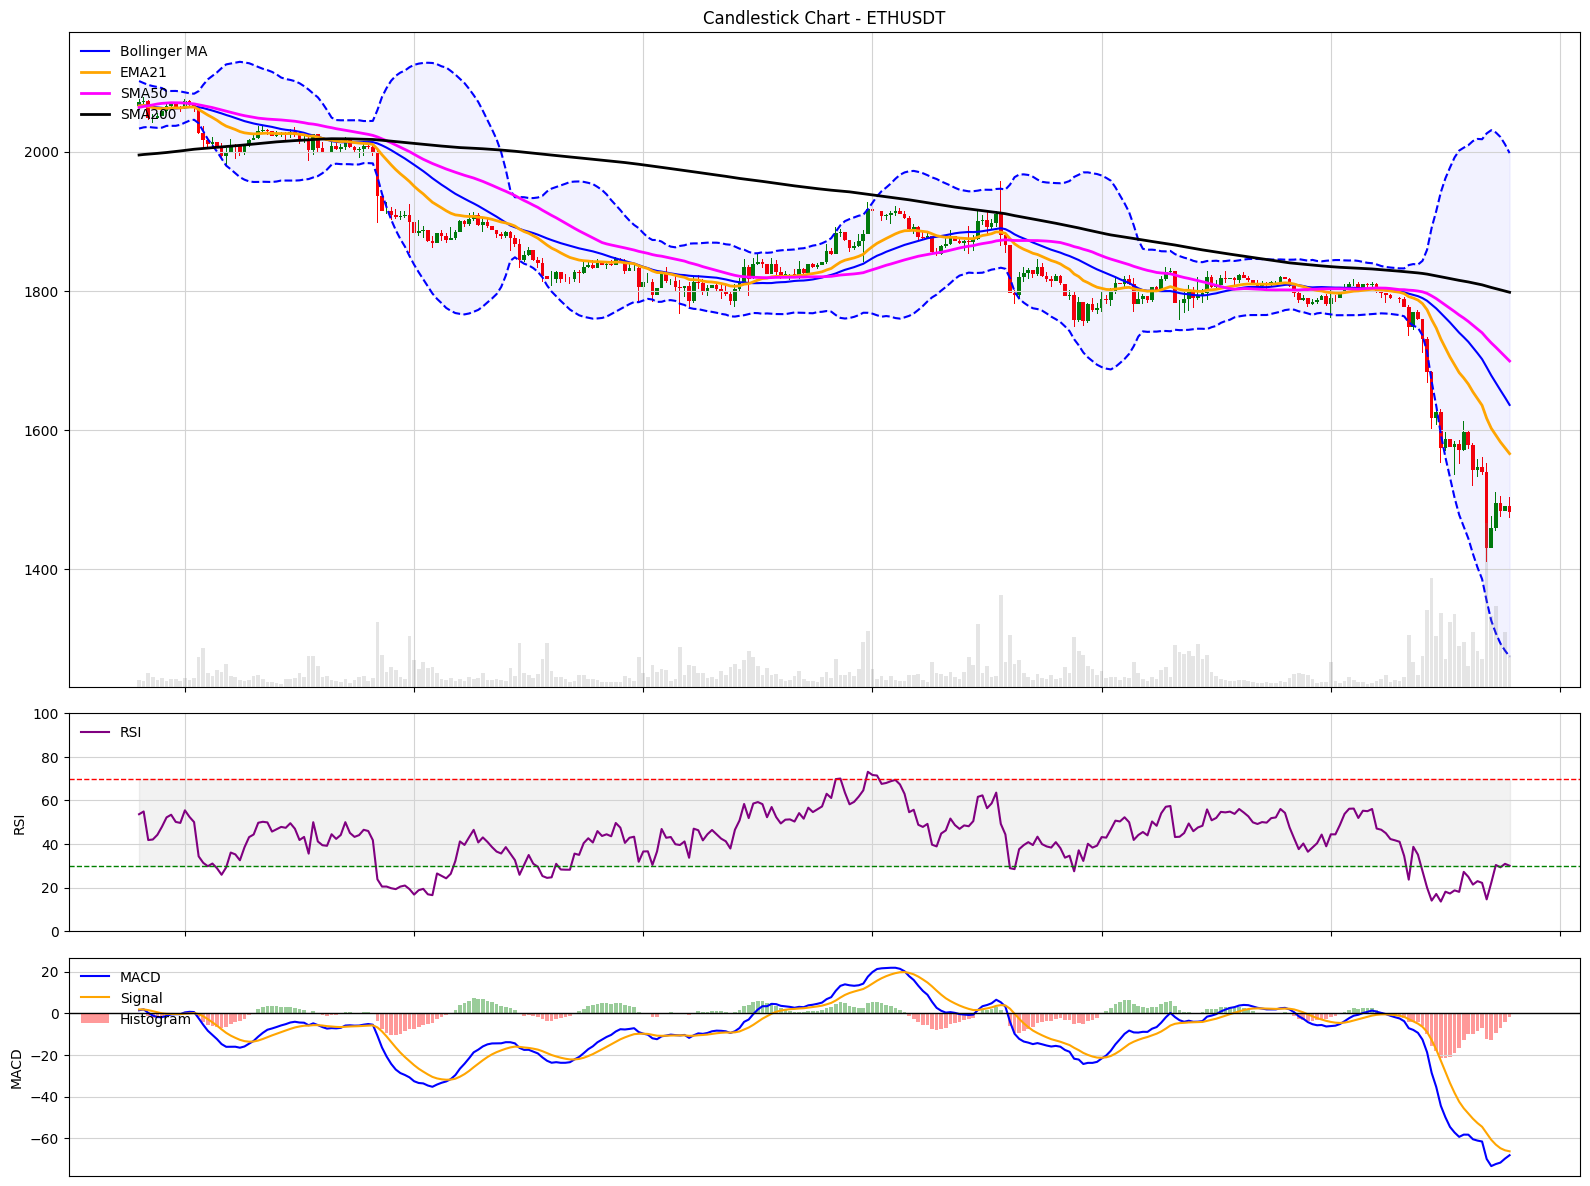 Candlestick Chart - ETHUSDT
Bollinger MA
EMA21
SMA50
SMA200
2000
1800
1600
1400
RSI
100
80
60
40
20
0
RSI
MACD
Signal
Histogram
20
0
−20
−40
−60
MACD